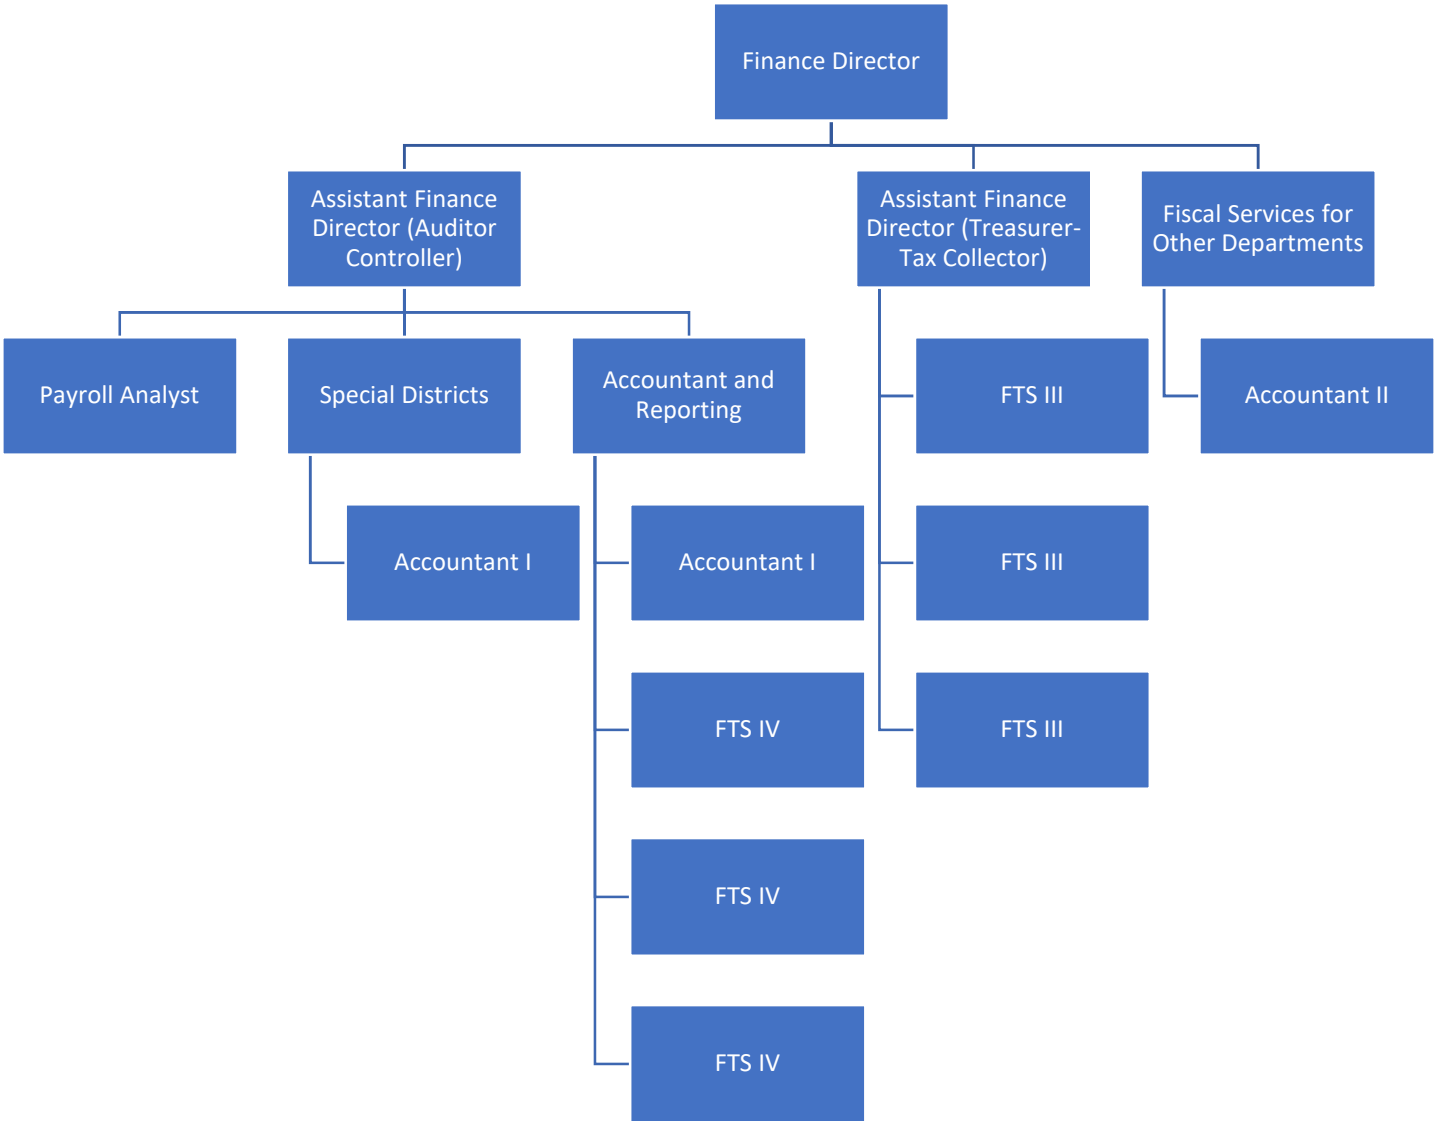 Finance Director
Assistant Finance
Director (Auditor
Controller)
Assistant Finance
Director (Treasurer-
Tax Collector)
Fiscal Services for
Other Departments
Payroll Analyst
Special Districts
Accountant and
Reporting
FTS III
Accountant II
Accountant I
Accountant I
FTS III
FTS IV
FTS III
FTS IV
FTS IV